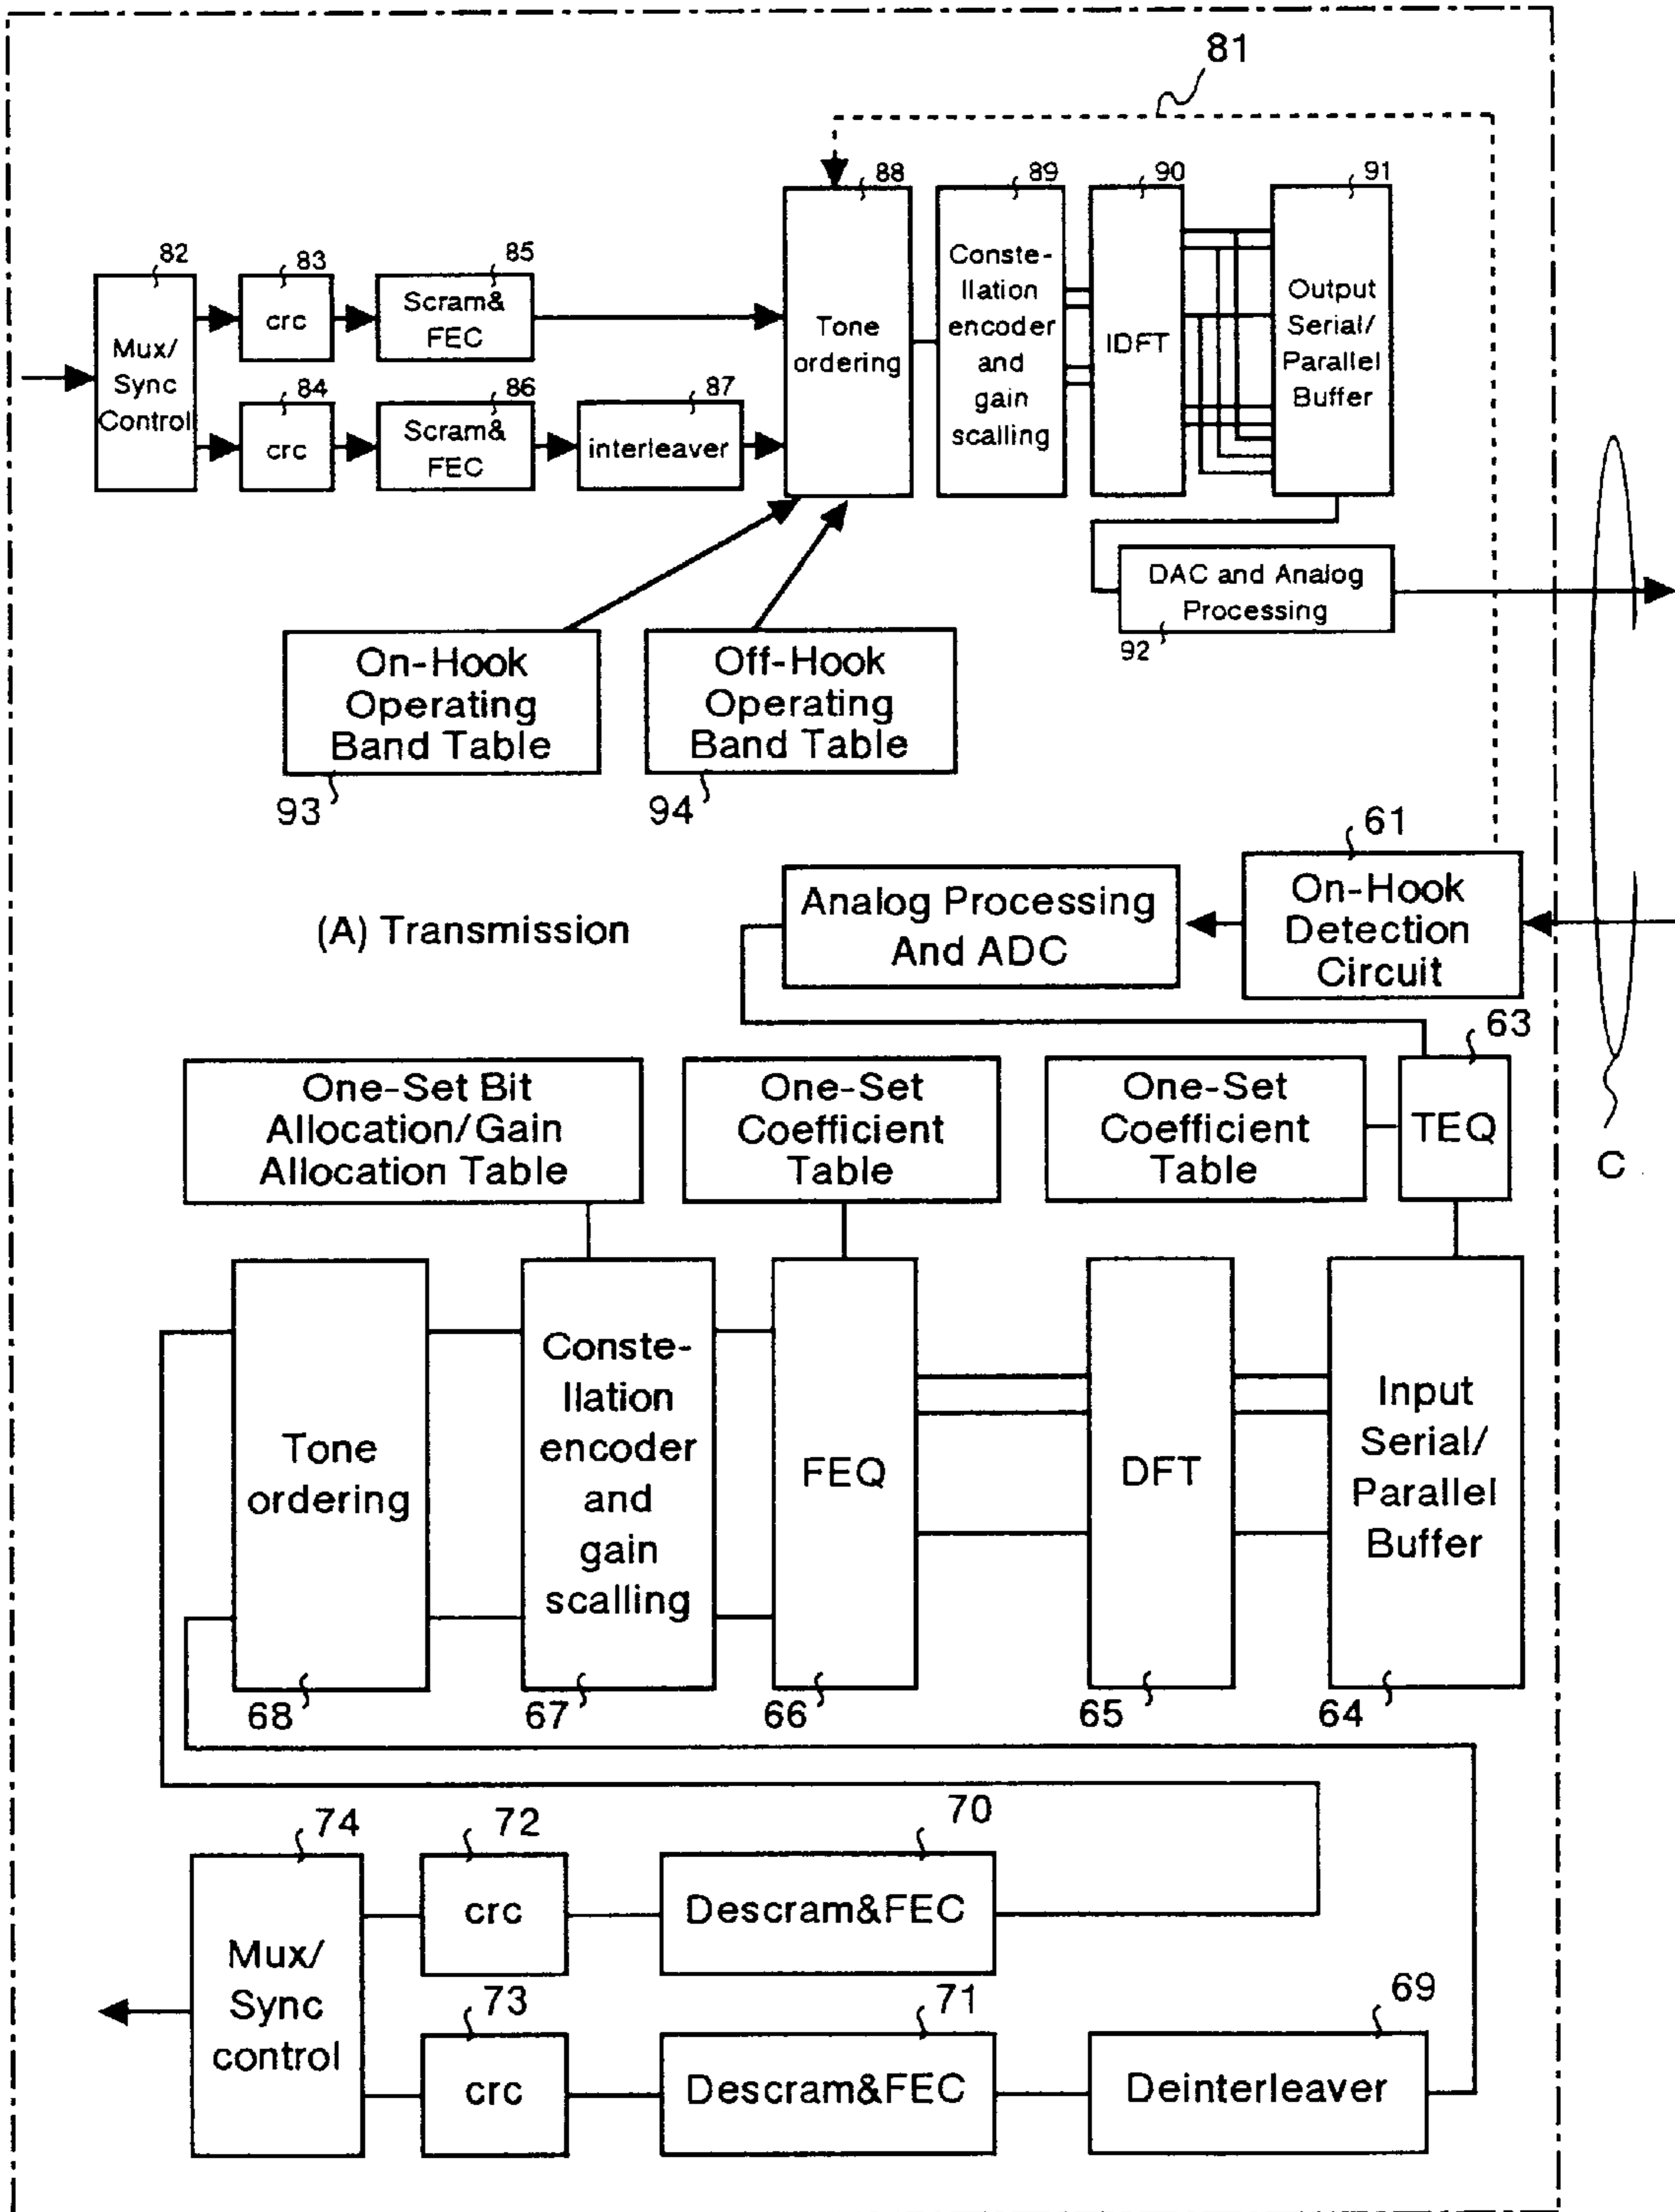 81
88
89
90
91
82
83
85
Mux/
Sync
Control
crc
Scram&
FEC
84
86
87
crc
Scram&
FEC
interleaver
Tone
ordering
Conste-
llation
encoder
and
gain
scalling
IDFT
Output
Serial/
Parallel
Buffer
DAC and Analog
Processing
92
On-Hook
Operating
Band Table
93
Off-Hook
Operating
Band Table
94
61
(A) Transmission
Analog Processing
And ADC
On-Hook
Detection
Circuit
63
One-Set Bit
Allocation/Gain
Allocation Table
One-Set
Coefficient
Table
One-Set
Coefficient
Table
TEQ
C
Tone
ordering
Conste-
llation
encoder
and
gain
scalling
FEQ
DFT
Input
Serial/
Parallel
Buffer
68
67
66
65
64
74
72
70
Mux/
Sync
control
crc
Descram&FEC
73
71
69
crc
Descram&FEC
Deinterleaver